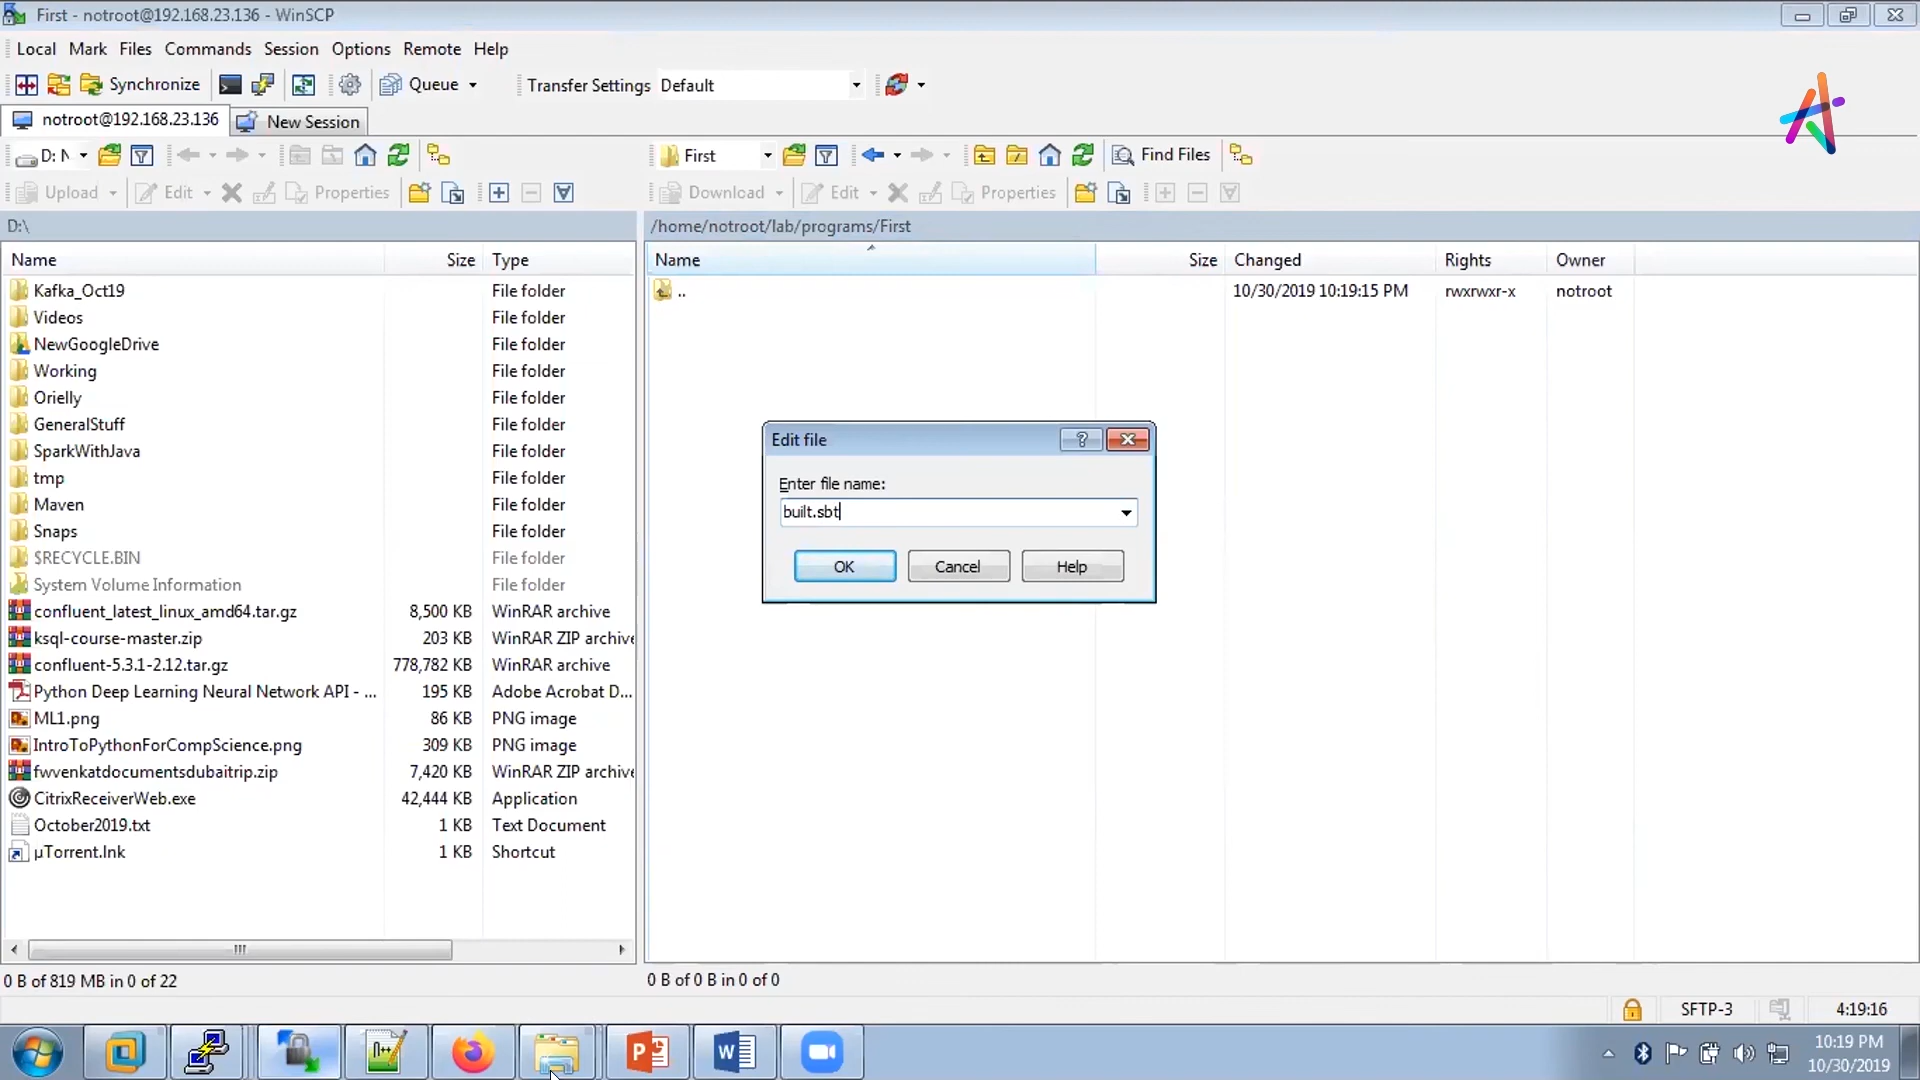 First - notroot@192.168.23.136 - WinSCP
Local Mark Files Commands Session Options Remote Help
Synchronize Queue Transfer Settings Default
notroot@192.168.23.136 New Session
D: First Find Files
Upload Edit Properties Download Edit Properties
D:\ /home/notroot/lab/programs/First
Name Size Type Name Size Changed Rights Owner
Kafka_Oct19 File folder .. 10/30/2019 10:19:15 PM rwxrwxr-x notroot
Videos File folder
NewGoogleDrive File folder
Working File folder
Orielly File folder
GeneralStuff File folder
SparkWithJava File folder
tmp File folder
Maven File folder
Snaps File folder
$RECYCLE.BIN File folder
System Volume Information File folder
confluent_latest_linux_amd64.tar.gz 8,500 KB WinRAR archive
ksql-course-master.zip 203 KB WinRAR ZIP archive
confluent-5.3.1-2.12.tar.gz 778,782 KB WinRAR archive
Python Deep Learning Neural Network API - ... 195 KB Adobe Acrobat D...
ML1.png 86 KB PNG image
IntroToPythonForCompScience.png 309 KB PNG image
fwvenkatdocumentsdubaitrip.zip 7,420 KB WinRAR ZIP archive
CitrixReceiverWeb.exe 42,444 KB Application
October2019.txt 1 KB Text Document
µTorrent.lnk 1 KB Shortcut
Edit file
Enter file name:
built.sbt
OK Cancel Help
0 B of 819 MB in 0 of 22 0 B of 0 B in 0 of 0
SFTP-3 4:19:16
10:19 PM
10/30/2019